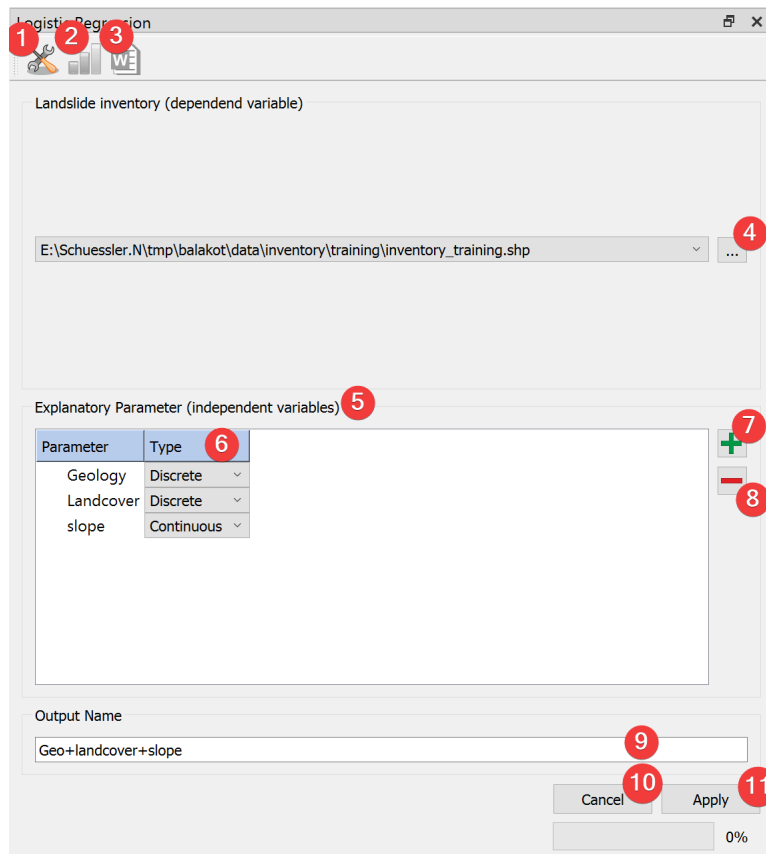 Logistic Regression
1 2 3
Landslide inventory (dependend variable)
E:\Schuessler.N\tmp\balakot\data\inventory\training\inventory_training.shp
...
4
Explanatory Parameter (independent variables) 5
Parameter Type 6
7
Geology Discrete
8
Landcover Discrete
slope Continuous
Output Name
Geo+landcover+slope
9
10 11
Cancel Apply
0%